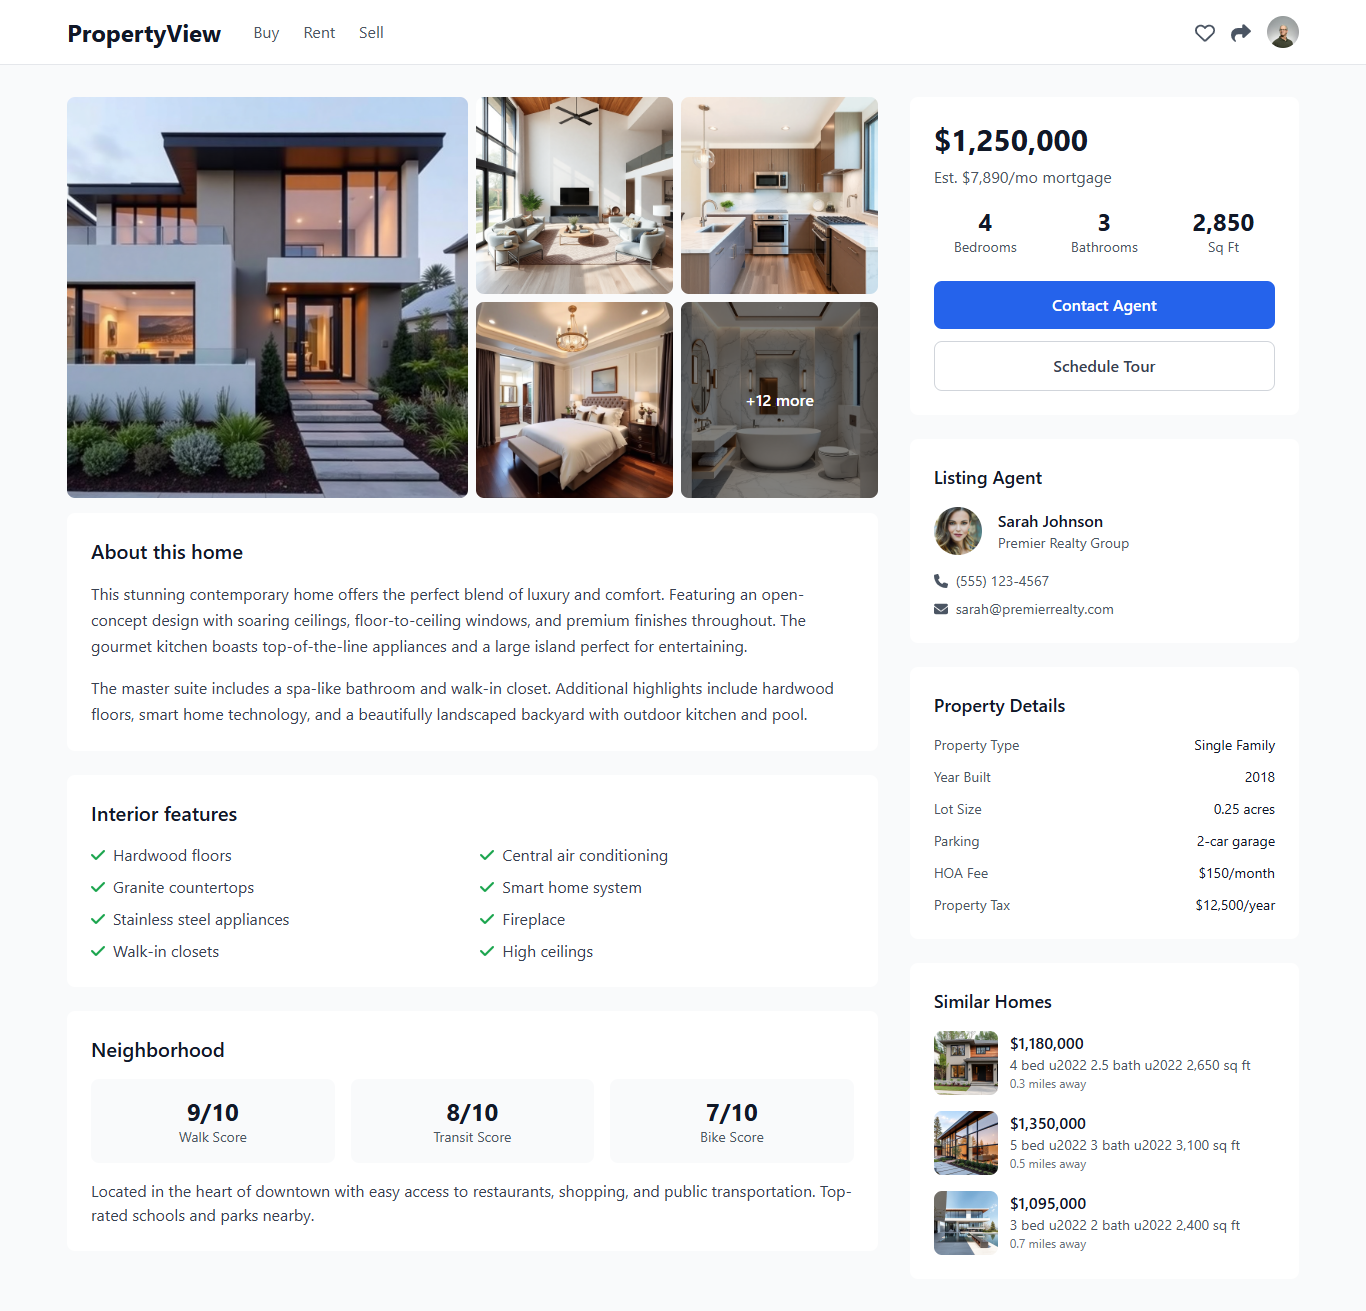 PropertyView
Buy
Rent
Sell
+12 more
About this home
This stunning contemporary home offers the perfect blend of luxury and comfort. Featuring an open-
concept design with soaring ceilings, floor-to-ceiling windows, and premium finishes throughout. The
gourmet kitchen boasts top-of-the-line appliances and a large island perfect for entertaining.
The master suite includes a spa-like bathroom and walk-in closet. Additional highlights include hardwood
floors, smart home technology, and a beautifully landscaped backyard with outdoor kitchen and pool.
Interior features
Hardwood floors
Central air conditioning
Granite countertops
Smart home system
Stainless steel appliances
Fireplace
Walk-in closets
High ceilings
Neighborhood
9/10
Walk Score
8/10
Transit Score
7/10
Bike Score
Located in the heart of downtown with easy access to restaurants, shopping, and public transportation. Top-
rated schools and parks nearby.
$1,250,000
Est. $7,890/mo mortgage
4
Bedrooms
3
Bathrooms
2,850
Sq Ft
Contact Agent
Schedule Tour
Listing Agent
Sarah Johnson
Premier Realty Group
(555) 123-4567
sarah@premierrealty.com
Property Details
Property Type Single Family
Year Built 2018
Lot Size 0.25 acres
Parking 2-car garage
HOA Fee $150/month
Property Tax $12,500/year
Similar Homes
$1,180,000
4 bed u2022 2.5 bath u2022 2,650 sq ft
0.3 miles away
$1,350,000
5 bed u2022 3 bath u2022 3,100 sq ft
0.5 miles away
$1,095,000
3 bed u2022 2 bath u2022 2,400 sq ft
0.7 miles away